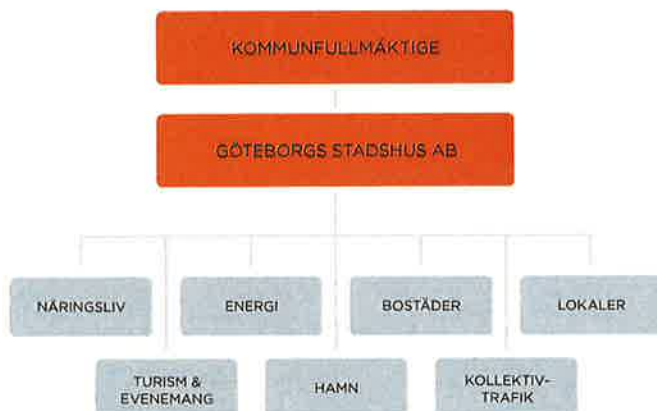 KOMMUNFULLMÄKTIGE
GÖTEBORGS STADSHUS AB
NÄRINGSLIV
ENERGI
BOSTÄDER
LOKALER
TURISM &
EVENEMANG
HAMN
KOLLEKTIV-
TRAFIK